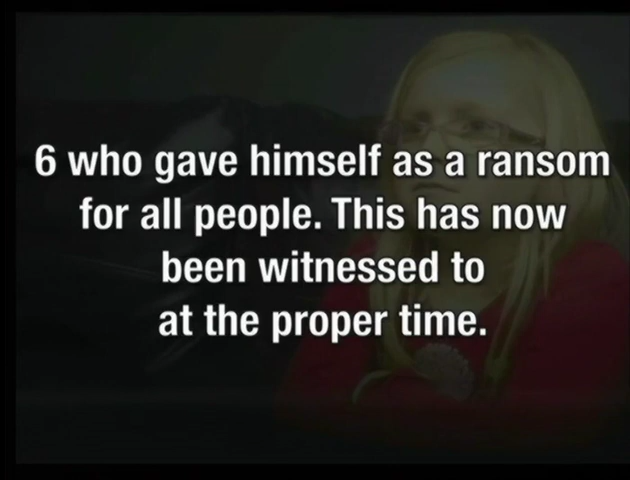 6 who gave himself as a ransom
for all people. This has now
been witnessed to
at the proper time.